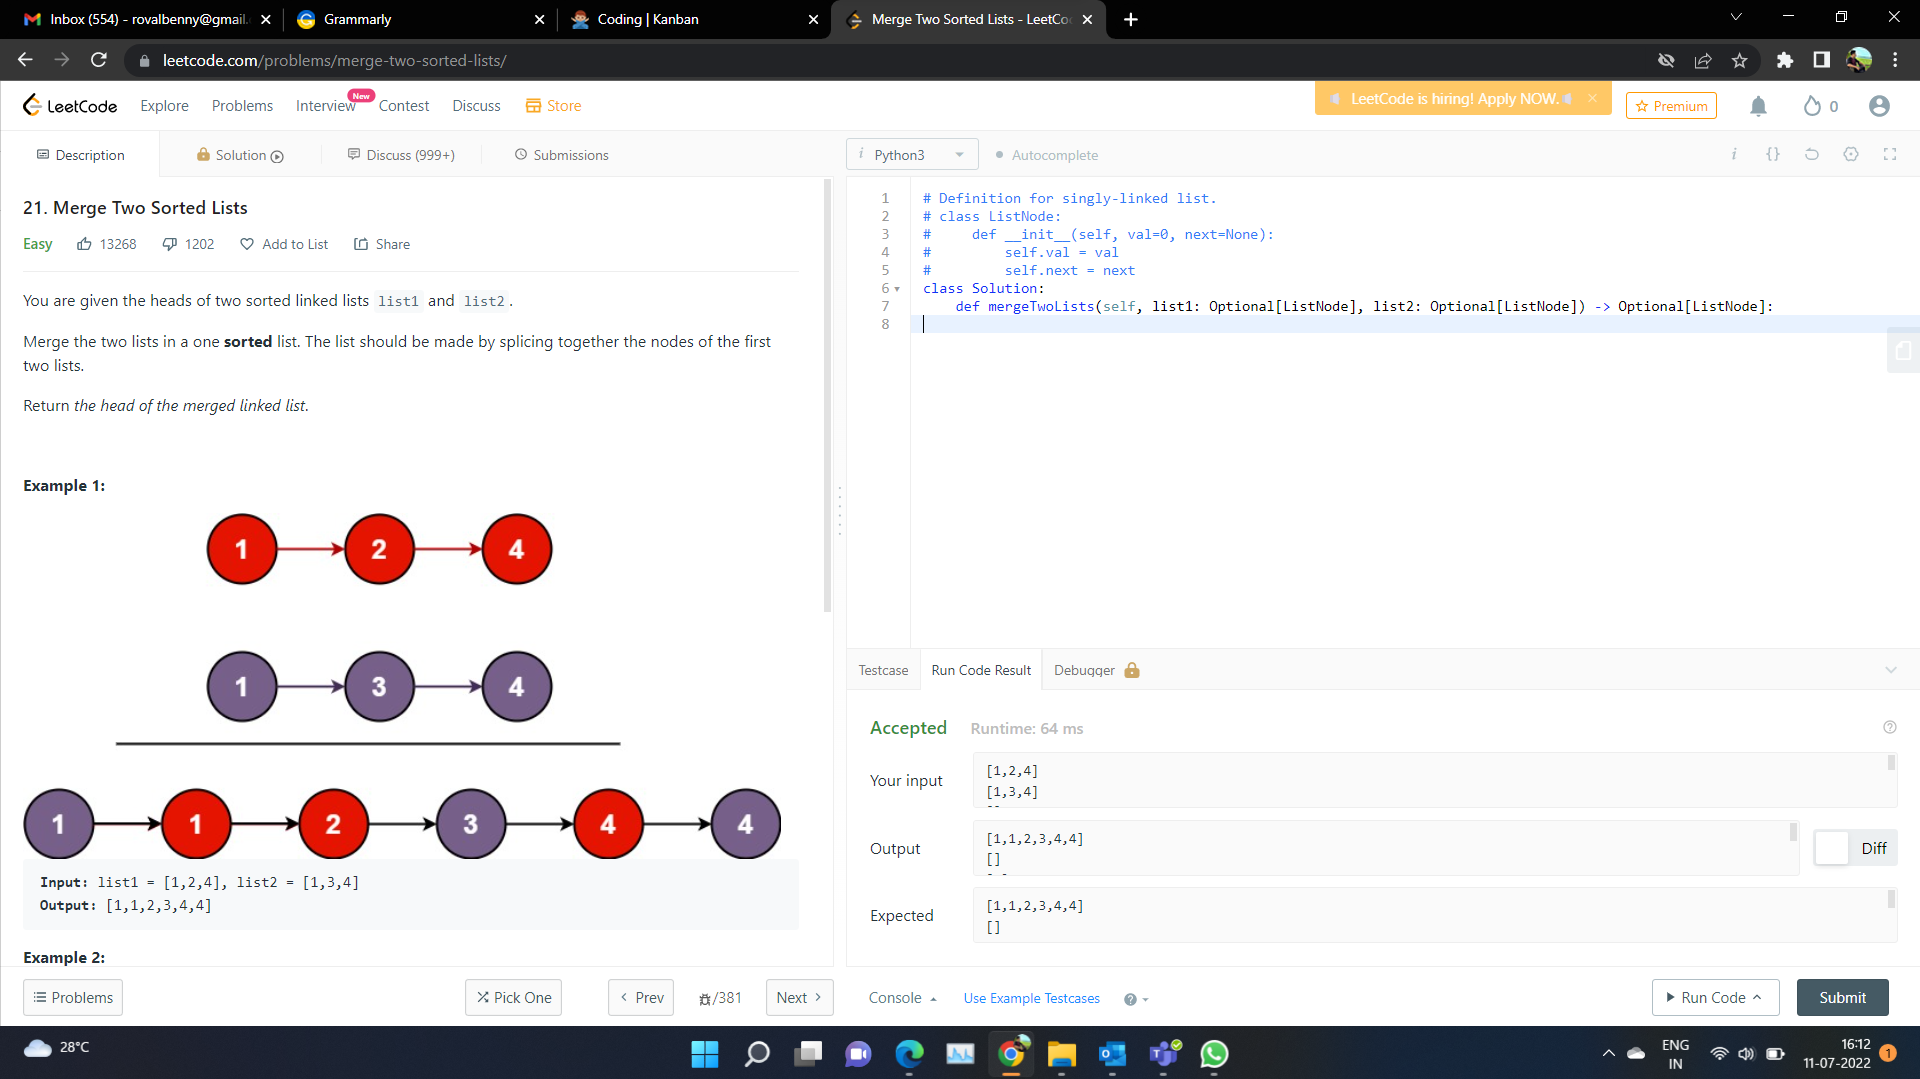 Inbox (554) - rovalbenny@gmail.
Grammarly
Coding | Kanban
Merge Two Sorted Lists - LeetCo
leetcode.com/problems/merge-two-sorted-lists/
LeetCode
Explore
Problems
Interview
New
Contest
Discuss
Store
LeetCode is hiring! Apply NOW.
Premium
0
Description
Solution
Discuss (999+)
Submissions
Python3
Autocomplete
21. Merge Two Sorted Lists
Easy
13268
1202
Add to List
Share
You are given the heads of two sorted linked lists list1 and list2.
Merge the two lists in a one sorted list. The list should be made by splicing together the nodes of the first
two lists.
Return the head of the merged linked list.
Example 1:
1 2 4
1 3 4
1 1 2 3 4 4
Input: list1 = [1,2,4], list2 = [1,3,4]
Output: [1,1,2,3,4,4]
Example 2:
Problems
Pick One
Prev
/381
Next
1 # Definition for singly-linked list.
2 # class ListNode:
3 #     def __init__(self, val=0, next=None):
4 #         self.val = val
5 #         self.next = next
6 class Solution:
7     def mergeTwoLists(self, list1: Optional[ListNode], list2: Optional[ListNode]) -> Optional[ListNode]:
8
Testcase
Run Code Result
Debugger
Accepted
Runtime: 64 ms
Your input
[1,2,4]
[1,3,4]
Output
[1,1,2,3,4,4]
[]
Diff
Expected
[1,1,2,3,4,4]
[]
Console
Use Example Testcases
Run Code
Submit
28°C
ENG
IN
16:12
11-07-2022
1